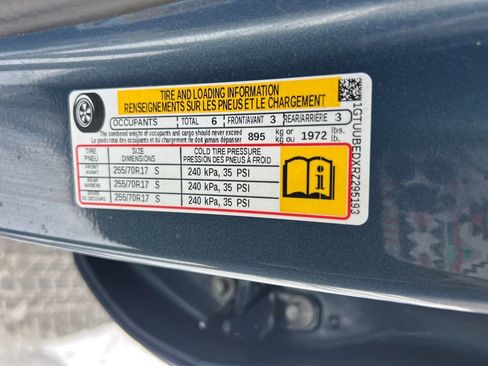 TIRE AND LOADING INFORMATION
RENSEIGNEMENTS SUR LES PNEUS ET LE CHARGEMENT
OCCUPANTS TOTAL 6 FRONT/AVANT 3 REAR/ARRIERE 3
The combined weight of occupants and cargo should never exceed 895 kg or 1972 lbs.
Le poids total des occupants et du chargement ne doit jamais dépasser 895 kg ou 1972 lb.
TIRE SIZE COLD TIRE PRESSURE
PNEU DIMENSIONS PRESSION DES PNEUS À FROID
FRONT
AVANT 255/70R17 S 240 kPa, 35 PSI
REAR
ARRIERE 255/70R17 S 240 kPa, 35 PSI
SPARE
DE SECOURS 255/70R17 S 240 kPa, 35 PSI
i
1GTUUBEDXRZ295193